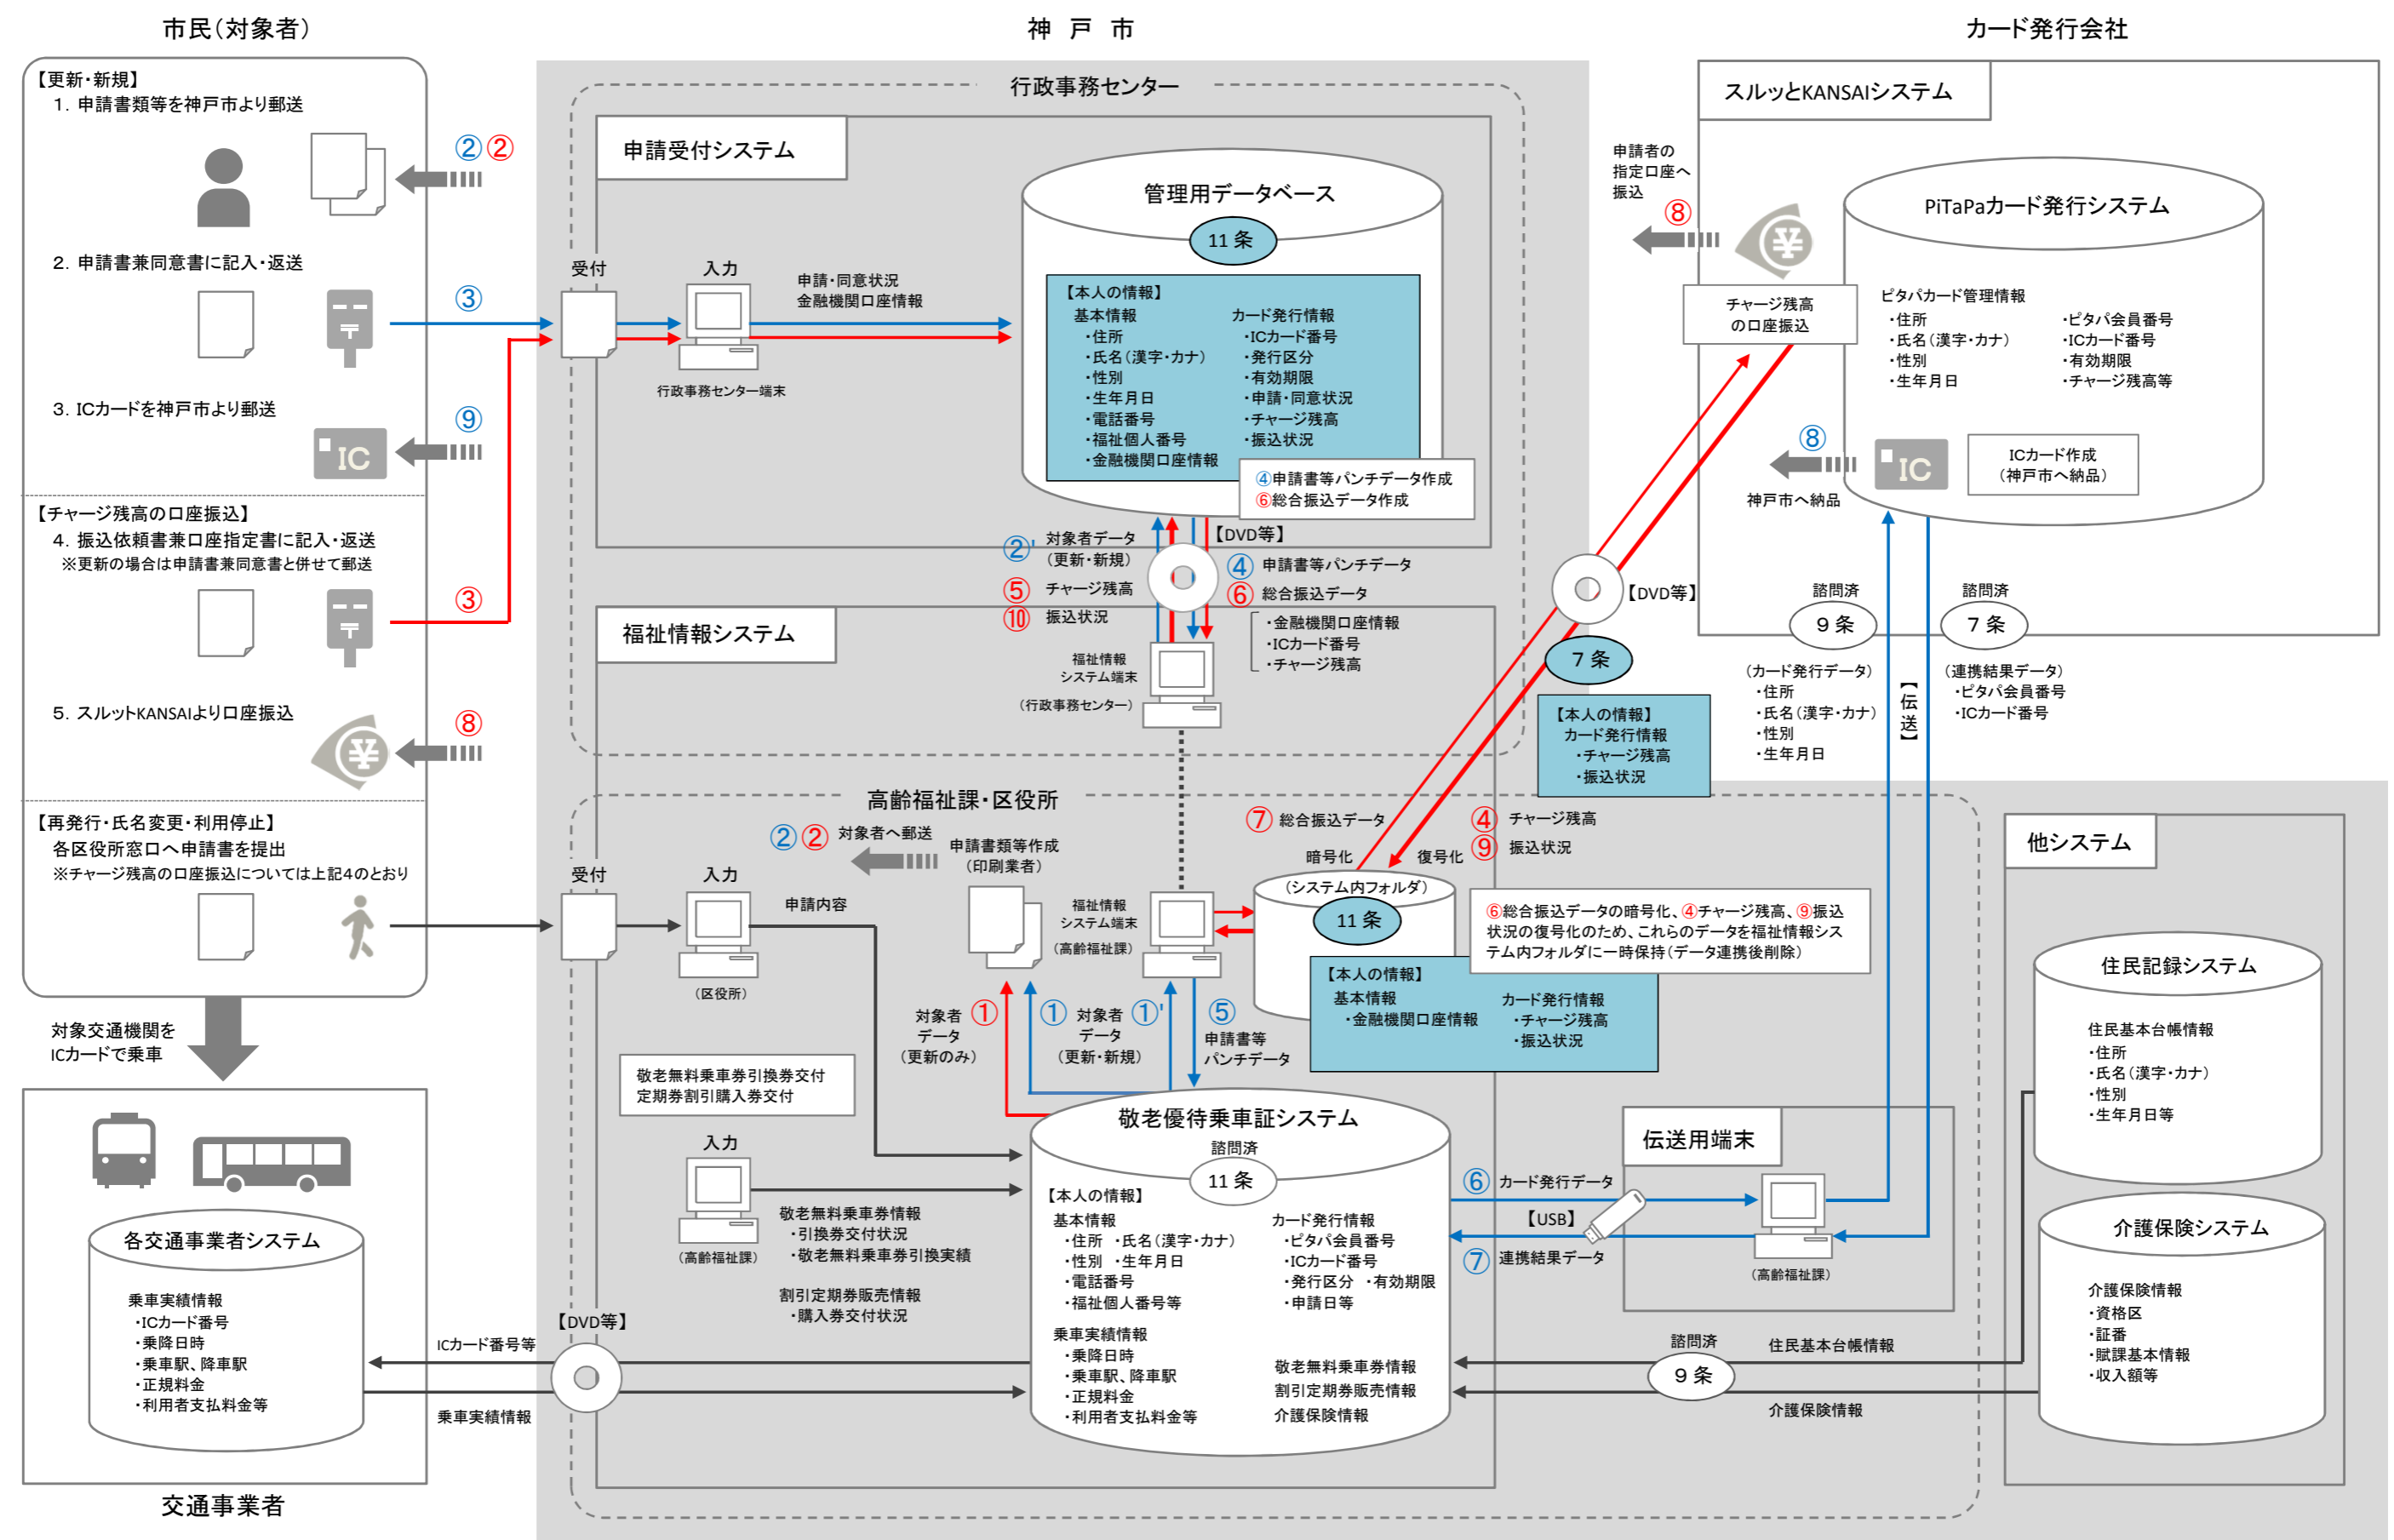 市民（対象者）
神 戸 市
カード発行会社
【更新・新規】
1．申請書類等を神戸市より郵送
②②
2．申請書兼同意書に記入・返送
③
3．ICカードを神戸市より郵送
⑨
IC
【チャージ残高の口座振込】
4．振込依頼書兼口座指定書に記入・返送
※更新の場合は申請書兼同意書と併せて郵送
③
5．スルットKANSAIより口座振込
⑧
¥
【再発行・氏名変更・利用停止】
各区役所窓口へ申請書を提出
※チャージ残高の口座振込については上記4のとおり
対象交通機関を
ICカードで乗車
各交通事業者システム
乗車実績情報
・ICカード番号
・乗降日時
・乗車駅、降車駅
・正規料金
・利用者支払料金等
交通事業者
行政事務センター
申請受付システム
受付
入力
行政事務センター端末
申請・同意状況
金融機関口座情報
管理用データベース
11 条
【本人の情報】
基本情報
・住所
・氏名（漢字・カナ）
・性別
・生年月日
・電話番号
・福祉個人番号
・金融機関口座情報
カード発行情報
・ICカード番号
・発行区分
・有効期限
・申請・同意状況
・チャージ残高
・振込状況
④申請書等パンチデータ作成
⑥総合振込データ作成
②' 対象者データ
（更新・新規）
⑤ チャージ残高
⑩ 振込状況
【DVD等】
④ 申請書等パンチデータ
⑥ 総合振込データ
・金融機関口座情報
・ICカード番号
・チャージ残高
福祉情報システム
福祉情報
システム端末
（行政事務センター）
高齢福祉課・区役所
②② 対象者へ郵送
申請書類等作成
（印刷業者）
受付
入力
（区役所）
申請内容
福祉情報
システム端末
（高齢福祉課）
⑦ 総合振込データ
④ チャージ残高
⑨ 振込状況
暗号化
復号化
（システム内フォルダ）
11 条
⑥総合振込データの暗号化、④チャージ残高、⑨振込
状況の復号化のため、これらのデータを福祉情報シス
テム内フォルダに一時保持（データ連携後削除）
【本人の情報】
基本情報
・金融機関口座情報
カード発行情報
・チャージ残高
・振込状況
対象者
データ
（更新のみ）
①
①
対象者
データ
（更新・新規）
①'
⑤
申請書等
パンチデータ
敬老無料乗車券引換券交付
定期券割引購入券交付
入力
（高齢福祉課）
敬老無料乗車券情報
・引換券交付状況
・敬老無料乗車券引換実績
割引定期券販売情報
・購入券交付状況
敬老優待乗車証システム
諮問済
11 条
【本人の情報】
基本情報
・住所 ・氏名（漢字・カナ）
・性別 ・生年月日
・電話番号
・福祉個人番号等
乗車実績情報
・乗降日時
・乗車駅、降車駅
・正規料金
・利用者支払料金等
カード発行情報
・ピタパ会員番号
・ICカード番号
・発行区分 ・有効期限
・申請日等
敬老無料乗車券情報
割引定期券販売情報
介護保険情報
【DVD等】
ICカード番号等
乗車実績情報
伝送用端末
⑥ カード発行データ
【USB】
⑦ 連携結果データ
（高齢福祉課）
諮問済
9 条
住民基本台帳情報
介護保険情報
スルッとKANSAIシステム
申請者の
指定口座へ
振込
⑧
¥
チャージ残高
の口座振込
PiTaPaカード発行システム
ピタパカード管理情報
・住所
・氏名（漢字・カナ）
・性別
・生年月日
・ピタパ会員番号
・ICカード番号
・有効期限
・チャージ残高等
⑧
神戸市へ納品
IC
ICカード作成
（神戸市へ納品）
【DVD等】
7 条
【本人の情報】
カード発行情報
・チャージ残高
・振込状況
諮問済
9 条
（カード発行データ）
・住所
・氏名（漢字・カナ）
・性別
・生年月日
【伝送】
諮問済
7 条
（連携結果データ）
・ピタパ会員番号
・ICカード番号
他システム
住民記録システム
住民基本台帳情報
・住所
・氏名（漢字・カナ）
・性別
・生年月日等
介護保険システム
介護保険情報
・資格区
・証番
・賦課基本情報
・収入額等